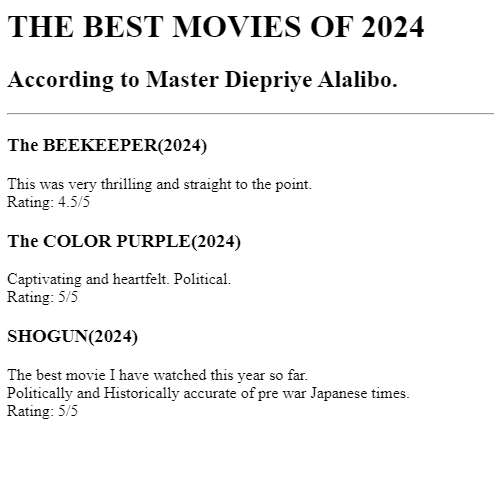 THE BEST MOVIES OF 2024
According to Master Diepriye Alalibo.
The BEEKEEPER(2024)
This was very thrilling and straight to the point.
Rating: 4.5/5
The COLOR PURPLE(2024)
Captivating and heartfelt. Political.
Rating: 5/5
SHOGUN(2024)
The best movie I have watched this year so far.
Politically and Historically accurate of pre war Japanese times.
Rating: 5/5